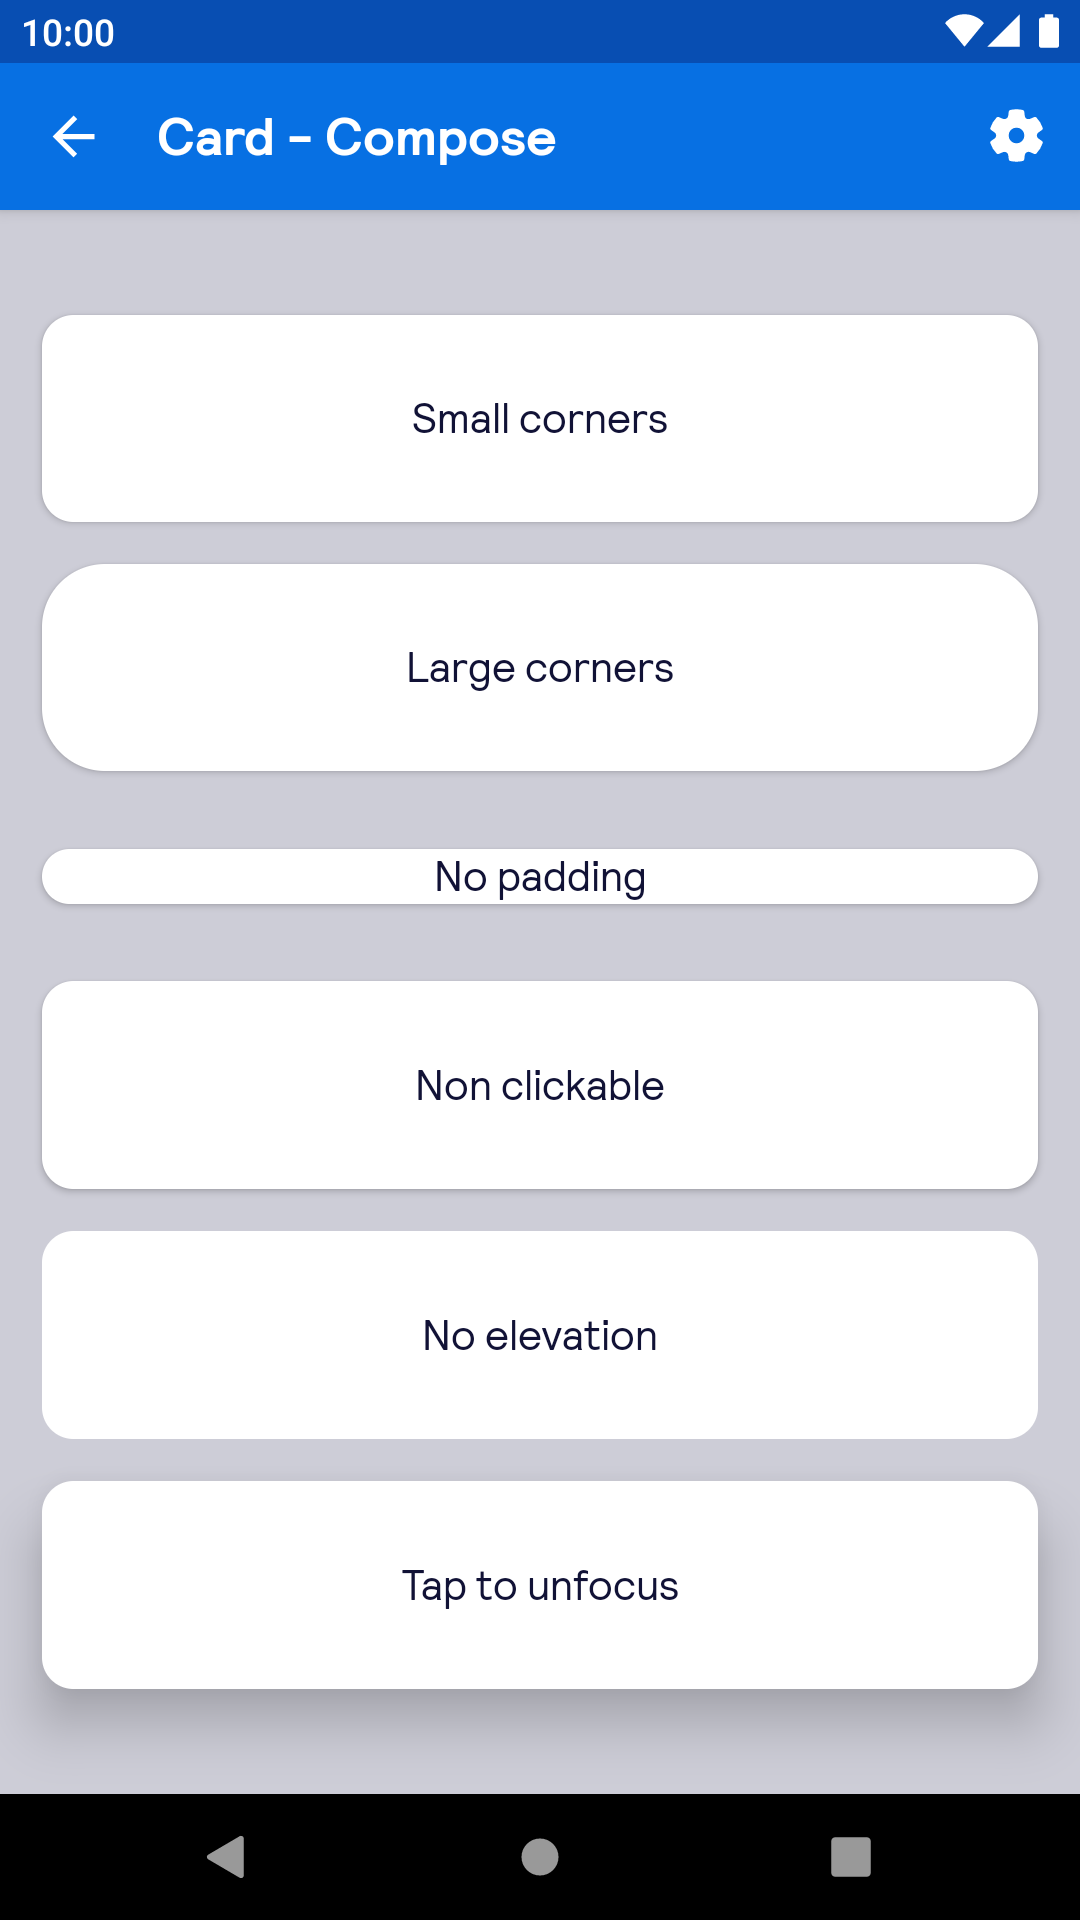 10:00
Card - Compose
Small corners
Large corners
No padding
Non clickable
No elevation
Tap to unfocus